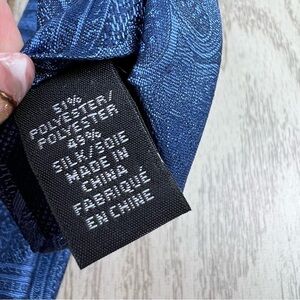 51%
POLYESTER/
POLYESTER
49%
SILK/SOIE
MADE IN
CHINA
FABRIQUÉ
EN CHINE